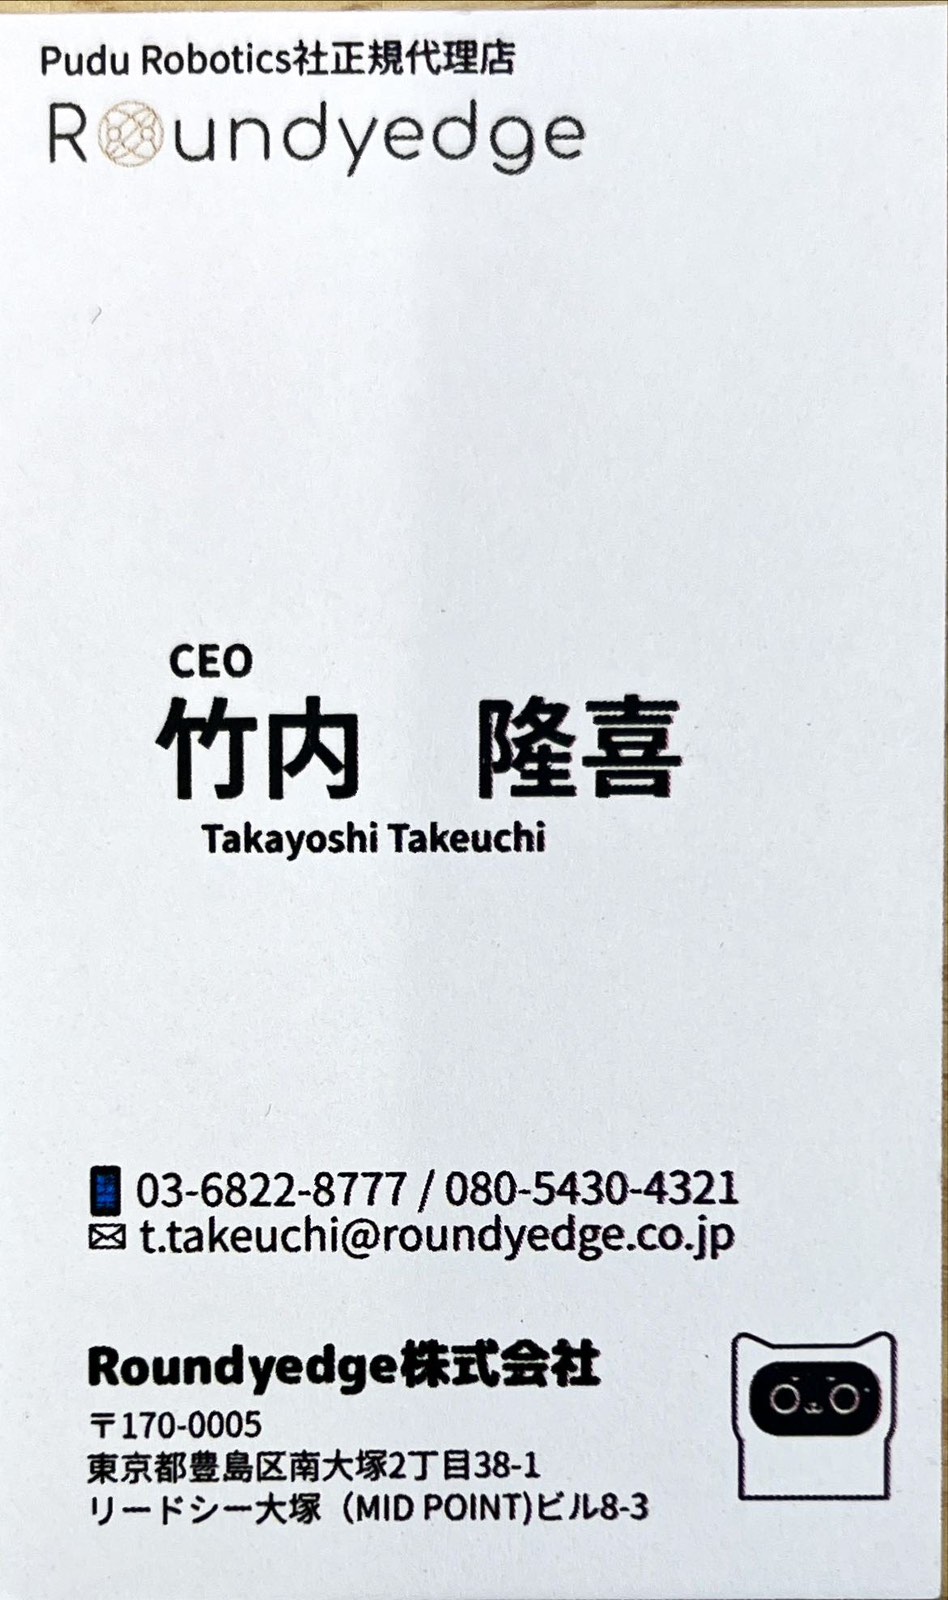 Pudu Robotics社正規代理店
Roundyedge
CEO
竹内　隆喜
Takayoshi Takeuchi
03-6822-8777 / 080-5430-4321
t.takeuchi@roundyedge.co.jp
Roundyedge株式会社
〒170-0005
東京都豊島区南大塚2丁目38-1
リードシー大塚（MID POINT)ビル8-3